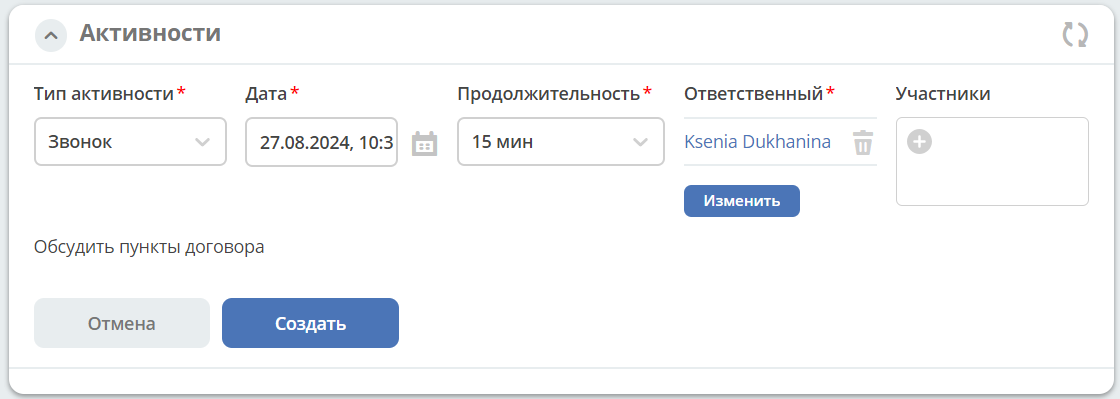 Активности
Тип активности*
Дата*
Продолжительность*
Ответственный*
Участники
Звонок
27.08.2024, 10:3
15 мин
Ksenia Dukhanina
Изменить
Обсудить пункты договора
Отмена
Создать